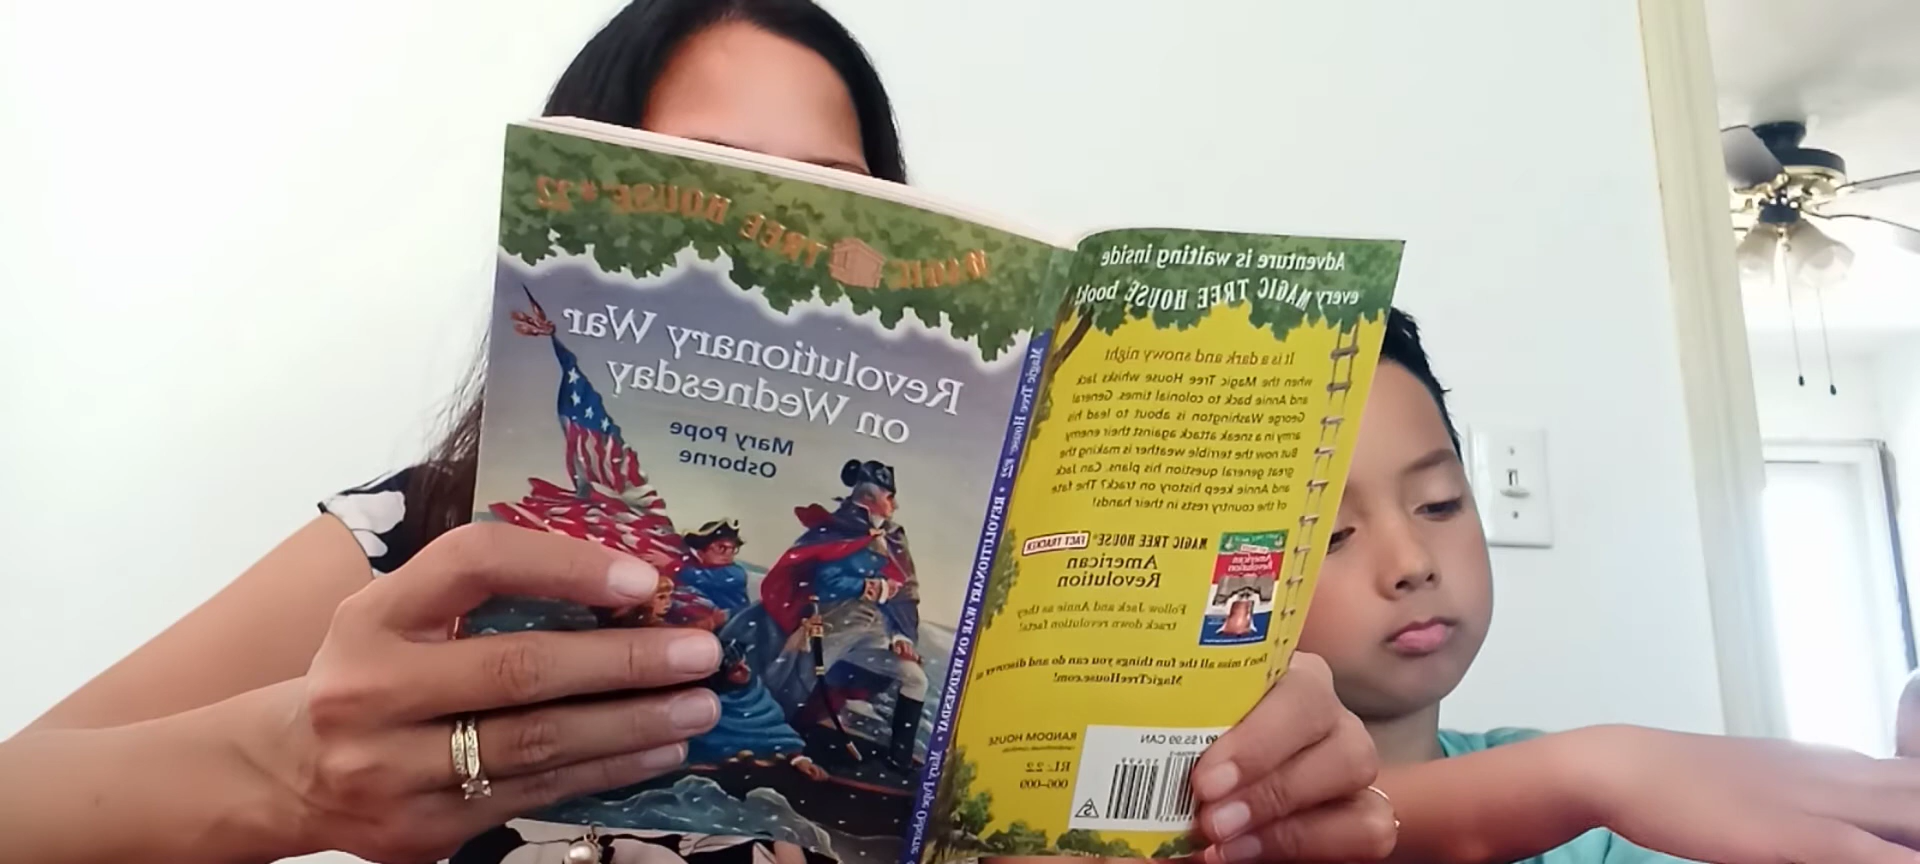 MAGIC TREE HOUSE #22
Revolutionary War
on Wednesday
Mary Pope
Osborne
Magic Tree House #22 • REVOLUTIONARY WAR ON WEDNESDAY • Mary Pope Osborne
Adventure is waiting inside
every MAGIC TREE HOUSE book!
It is a dark and snowy night
when the Magic Tree House whisks Jack
and Annie back to colonial times. General
George Washington is about to lead his
army in a sneak attack against their enemy.
But now the terrible weather is making the
great general question his plans. Can Jack
and Annie keep history on track? The fate
of the country rests in their hands!
MAGIC TREE HOUSE® FACT TRACKER
American
Revolution
American
Revolution
Follow Jack and Annie as they
track down revolution facts!
Don't miss all the fun things you can do and discover at
MagicTreeHouse.com!
RANDOM HOUSE
RL: 2.2
006–009
99 / $5.99 CAN